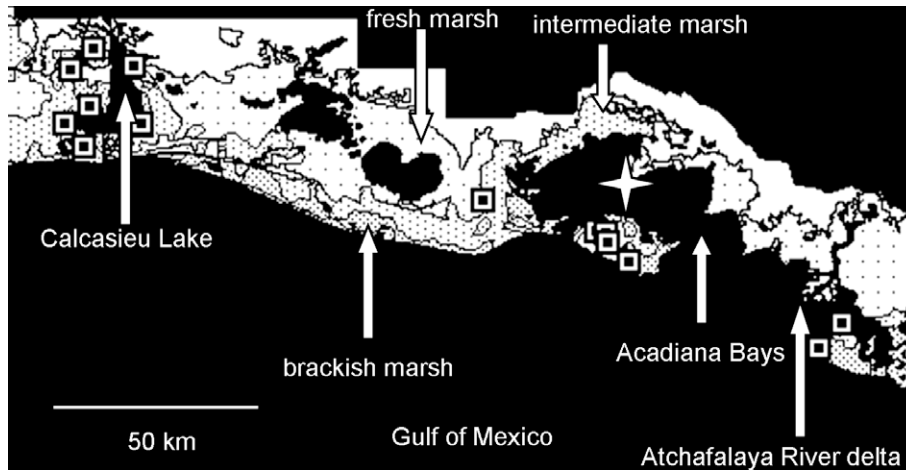 fresh marsh
intermediate marsh
Calcasieu Lake
brackish marsh
Acadiana Bays
50 km
Gulf of Mexico
Atchafalaya River delta